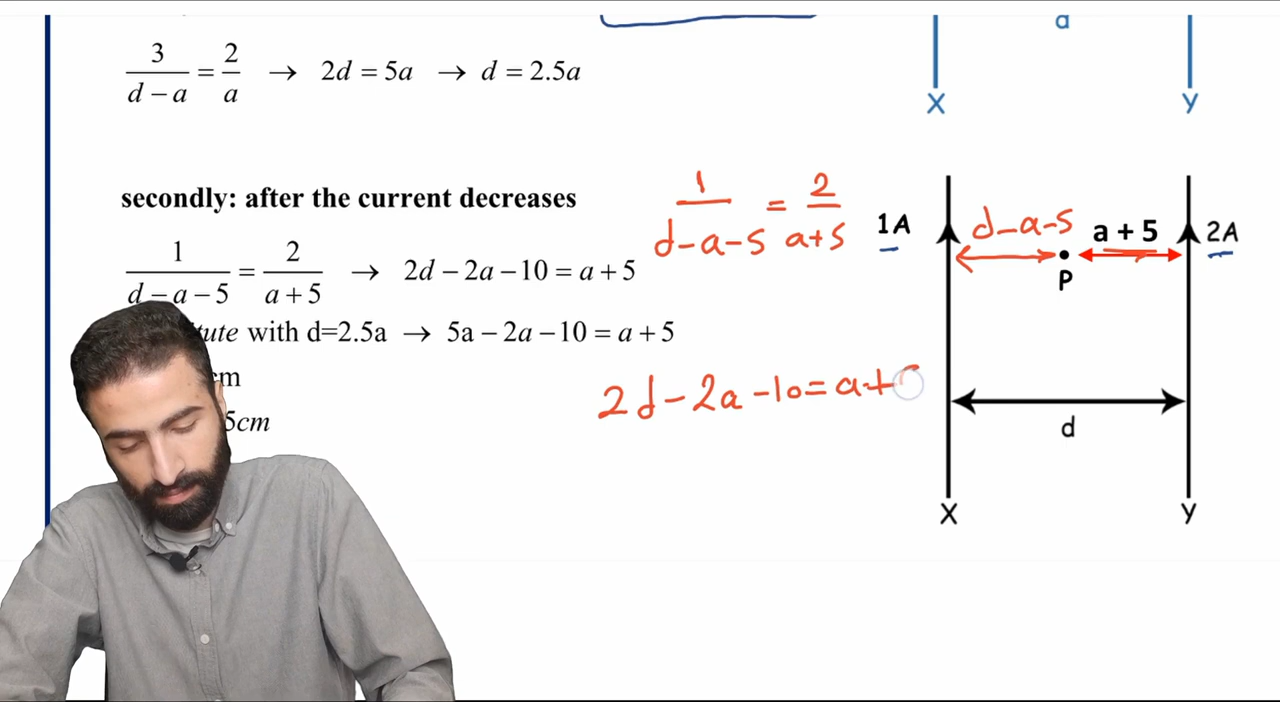 3/(d − a) = 2/a → 2d = 5a → d = 2.5a
a
X Y
secondly: after the current decreases
1/(d − a − 5) = 2/(a + 5) → 2d − 2a − 10 = a + 5
with d=2.5a → 5a − 2a − 10 = a + 5
cm
5cm
1/(d-a-5) = 2/(a+5)
2d-2a-10=a+
1A d-a-5 a + 5 2A
P
d
X Y